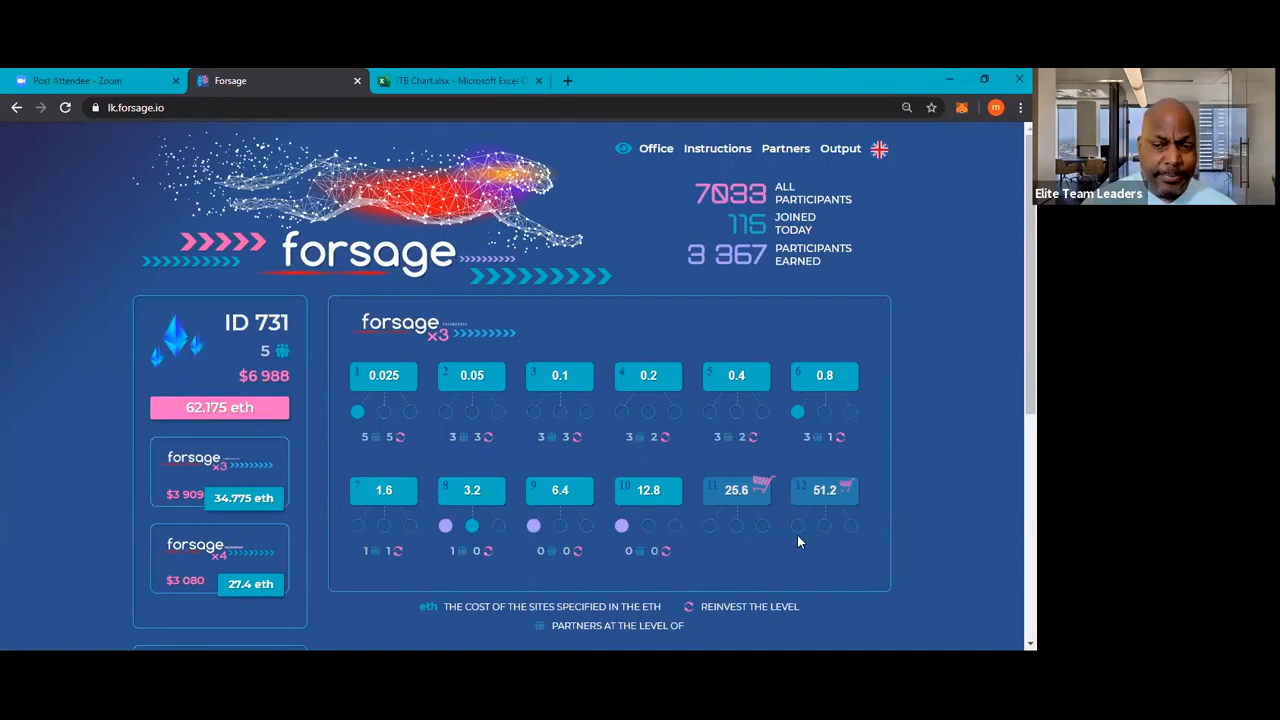 Post Attendee - Zoom
Forsage
ITB Chart.xlsx - Microsoft Excel O
lk.forsage.io
m
Elite Team Leaders
Office Instructions Partners Output
7033 ALL PARTICIPANTS
115 JOINED TODAY
3 367 PARTICIPANTS EARNED
forsage
ID 731
5
$6 988
62.175 eth
forsage x3
$3 909 34.775 eth
forsage x4
$3 080 27.4 eth
forsage x3
1 0.025 2 0.05 3 0.1 4 0.2 5 0.4 6 0.8
5 5 3 3 3 3 3 2 3 2 3 1
7 1.6 8 3.2 9 6.4 10 12.8 11 25.6 12 51.2
1 1 1 0 0 0 0 0
eth THE COST OF THE SITES SPECIFIED IN THE ETH REINVEST THE LEVEL
PARTNERS AT THE LEVEL OF